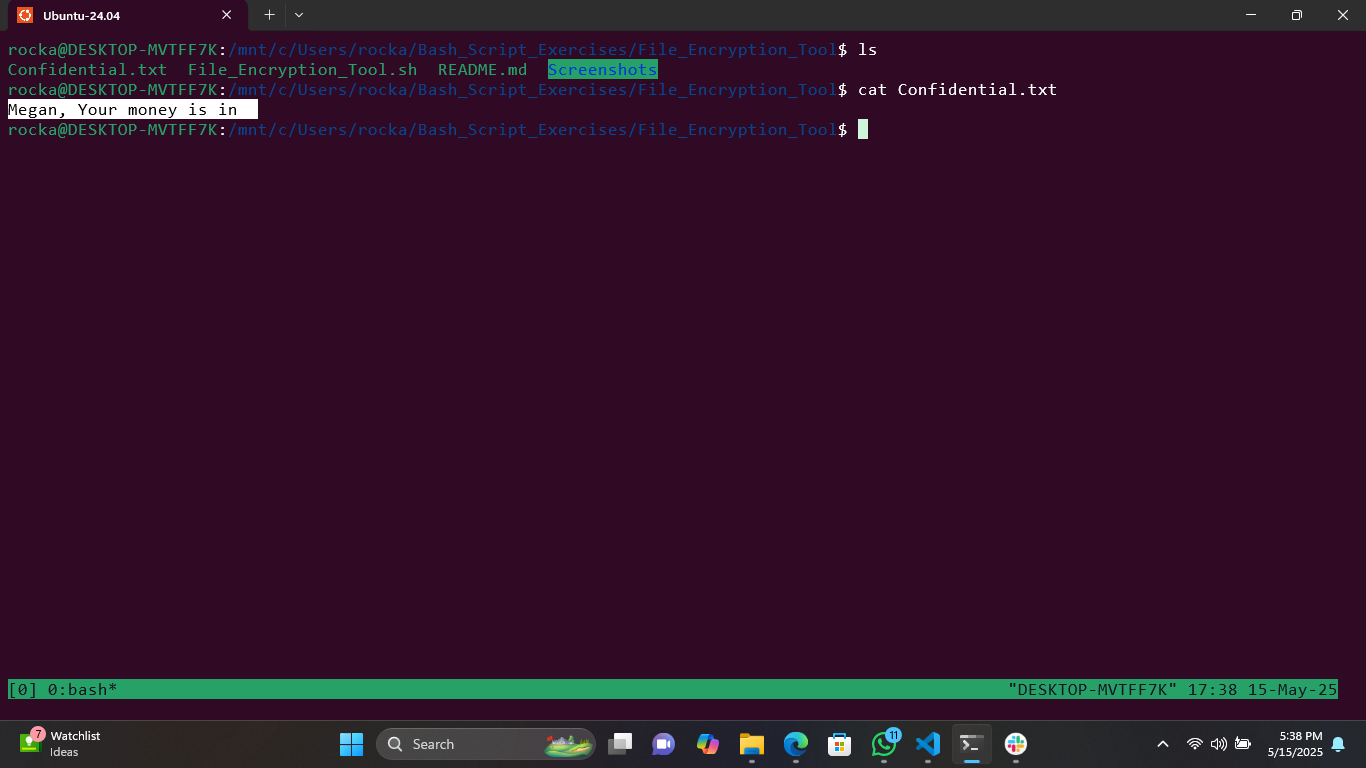 Ubuntu-24.04
rocka@DESKTOP-MVTFF7K:/mnt/c/Users/rocka/Bash_Script_Exercises/File_Encryption_Tool$ ls
Confidential.txt  File_Encryption_Tool.sh  README.md  Screenshots
rocka@DESKTOP-MVTFF7K:/mnt/c/Users/rocka/Bash_Script_Exercises/File_Encryption_Tool$ cat Confidential.txt
Megan, Your money is in
rocka@DESKTOP-MVTFF7K:/mnt/c/Users/rocka/Bash_Script_Exercises/File_Encryption_Tool$
[0] 0:bash* "DESKTOP-MVTFF7K" 17:38 15-May-25
7
Watchlist
Ideas
Search
11
5:38 PM
5/15/2025